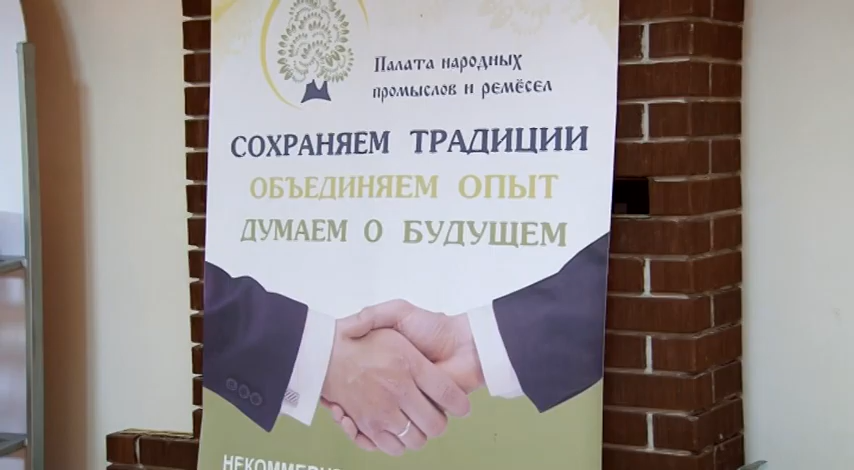 Палата народных
промыслов и ремёсел
СОХРАНЯЕМ ТРАДИЦИИ
ОБЪЕДИНЯЕМ ОПЫТ
ДУМАЕМ О БУДУЩЕМ